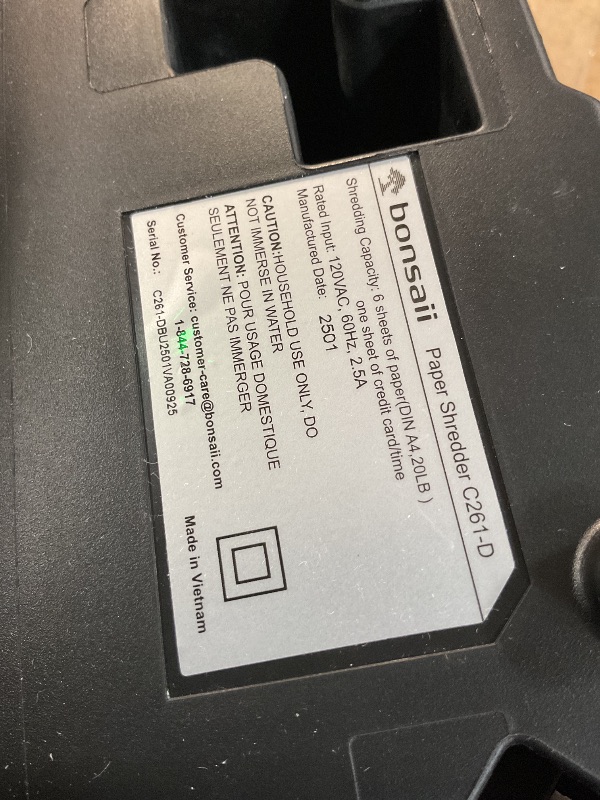 bonsaii Paper Shredder C261-D
Shredding Capacity: 6 sheets of paper(DIN A4,20LB )
one sheet of credit card/time
Rated Input: 120VAC, 60Hz, 2.5A
Manufactured Date: 2501
CAUTION:HOUSEHOLD USE ONLY, DO
NOT IMMERSE IN WATER
ATTENTION: POUR USAGE DOMESTIQUE
SEULEMENT NE PAS IMMERGER
Customer Service: customer-care@bonsaii.com
1-844-728-6917
Serial No.: C261-DBU2501VA00925
Made in Vietnam